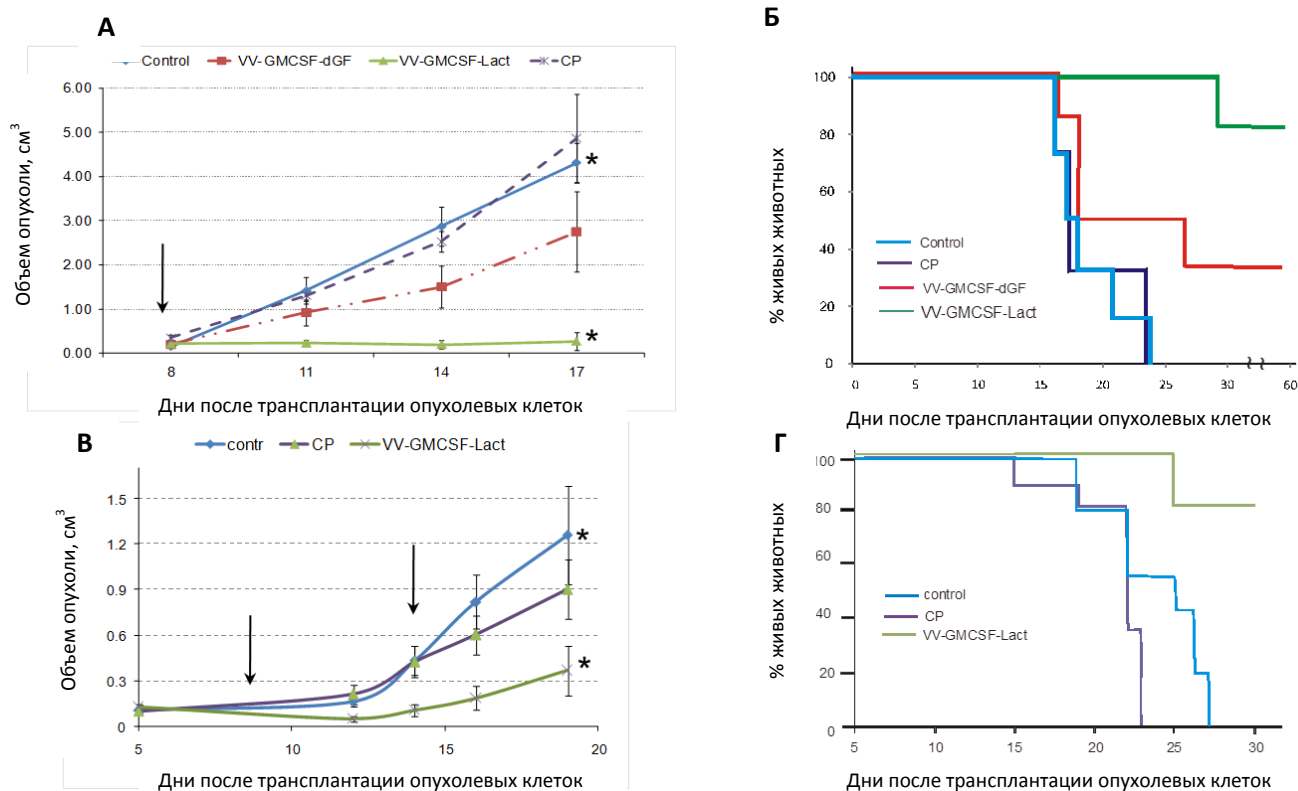 А
Control VV-GMCSF-dGF VV-GMCSF-Lact CP
Объем опухоли, см³
6.00
5.00
4.00
3.00
2.00
1.00
0.00
*
*
8 11 14 17
Дни после трансплантации опухолевых клеток
Б
% живых животных
100
80
60
40
20
0
Control
CP
VV-GMCSF-dGF
VV-GMCSF-Lact
0 5 10 15 20 25 30 60
Дни после трансплантации опухолевых клеток
В
contr CP VV-GMCSF-Lact
Объем опухоли, см³
1.5
1.2
0.9
0.6
0.3
0
*
*
5 10 15 20
Дни после трансплантации опухолевых клеток
Г
% живых животных
100
80
60
40
20
0
control
CP
VV-GMCSF-Lact
5 10 15 20 25 30
Дни после трансплантации опухолевых клеток